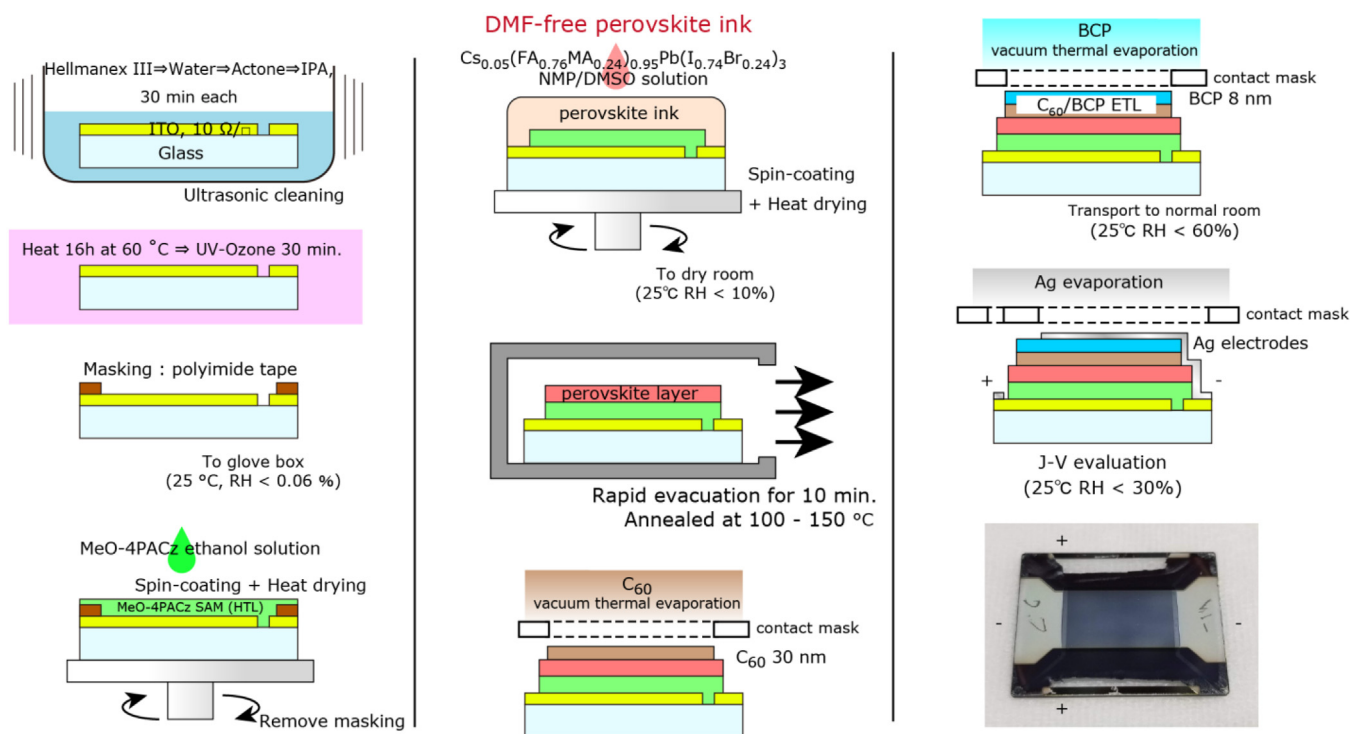 Hellmanex III⇒Water⇒Actone⇒IPA,
30 min each
ITO, 10 Ω/□
Glass
Ultrasonic cleaning
Heat 16h at 60 °C ⇒ UV-Ozone 30 min.
Masking : polyimide tape
To glove box
(25 °C, RH < 0.06 %)
MeO-4PACz ethanol solution
Spin-coating + Heat drying
MeO-4PACz SAM (HTL)
Remove masking
DMF-free perovskite ink
Cs0.05(FA0.76MA0.24)0.95Pb(I0.74Br0.24)3
NMP/DMSO solution
perovskite ink
Spin-coating
+ Heat drying
To dry room
(25℃ RH < 10%)
perovskite layer
Rapid evacuation for 10 min.
Annealed at 100 - 150 °C
C60
vacuum thermal evaporation
contact mask
C60 30 nm
BCP
vacuum thermal evaporation
contact mask
BCP 8 nm
C60/BCP ETL
Transport to normal room
(25℃ RH < 60%)
Ag evaporation
contact mask
Ag electrodes
+ -
J-V evaluation
(25℃ RH < 30%)
+
- -
+